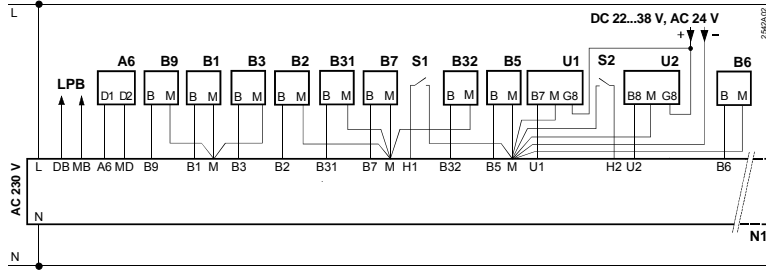 L
DC 22...38 V, AC 24 V
+ -
2542A02
LPB A6 B9 B1 B3 B2 B31 B7 S1 B32 B5 U1 S2 U2 B6
D1 D2 B M B M B M B M B M B M B M B M B7 M G8 B8 M G8 B M
L DB MB A6 MD B9 B1 M B3 B2 B31 B7 M H1 B32 B5 M U1 H2 U2 B6
AC 230 V
N
N1
N